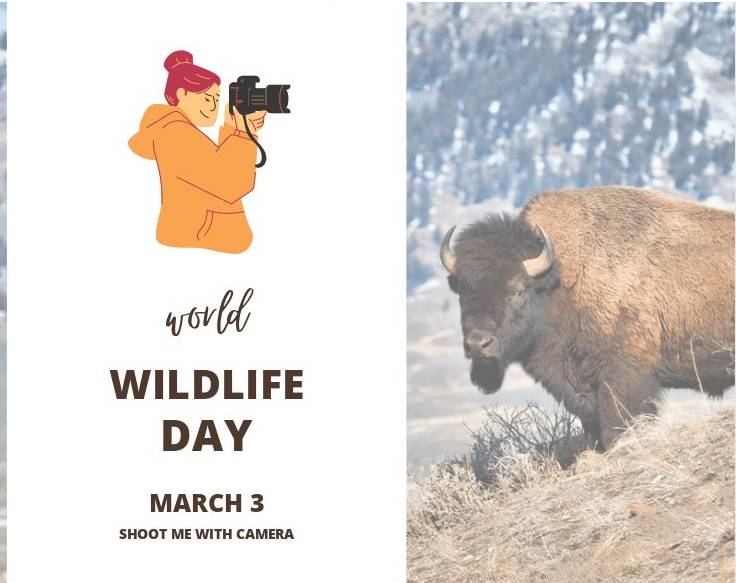 world
WILDLIFE
DAY
MARCH 3
SHOOT ME WITH CAMERA